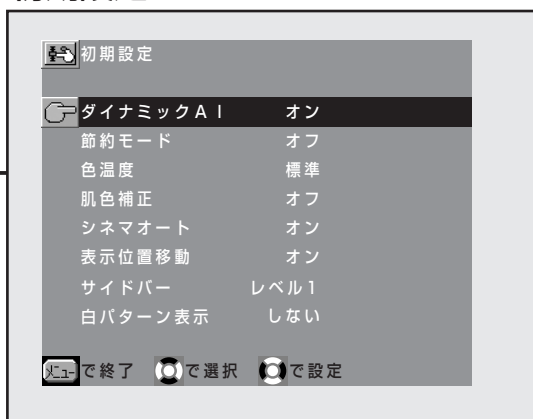 初期設定
ダイナミックAI オン
節約モード オフ
色温度 標準
肌色補正 オフ
シネマオート オン
表示位置移動 オン
サイドバー レベル1
白パターン表示 しない
メニューで終了 で選択 で設定